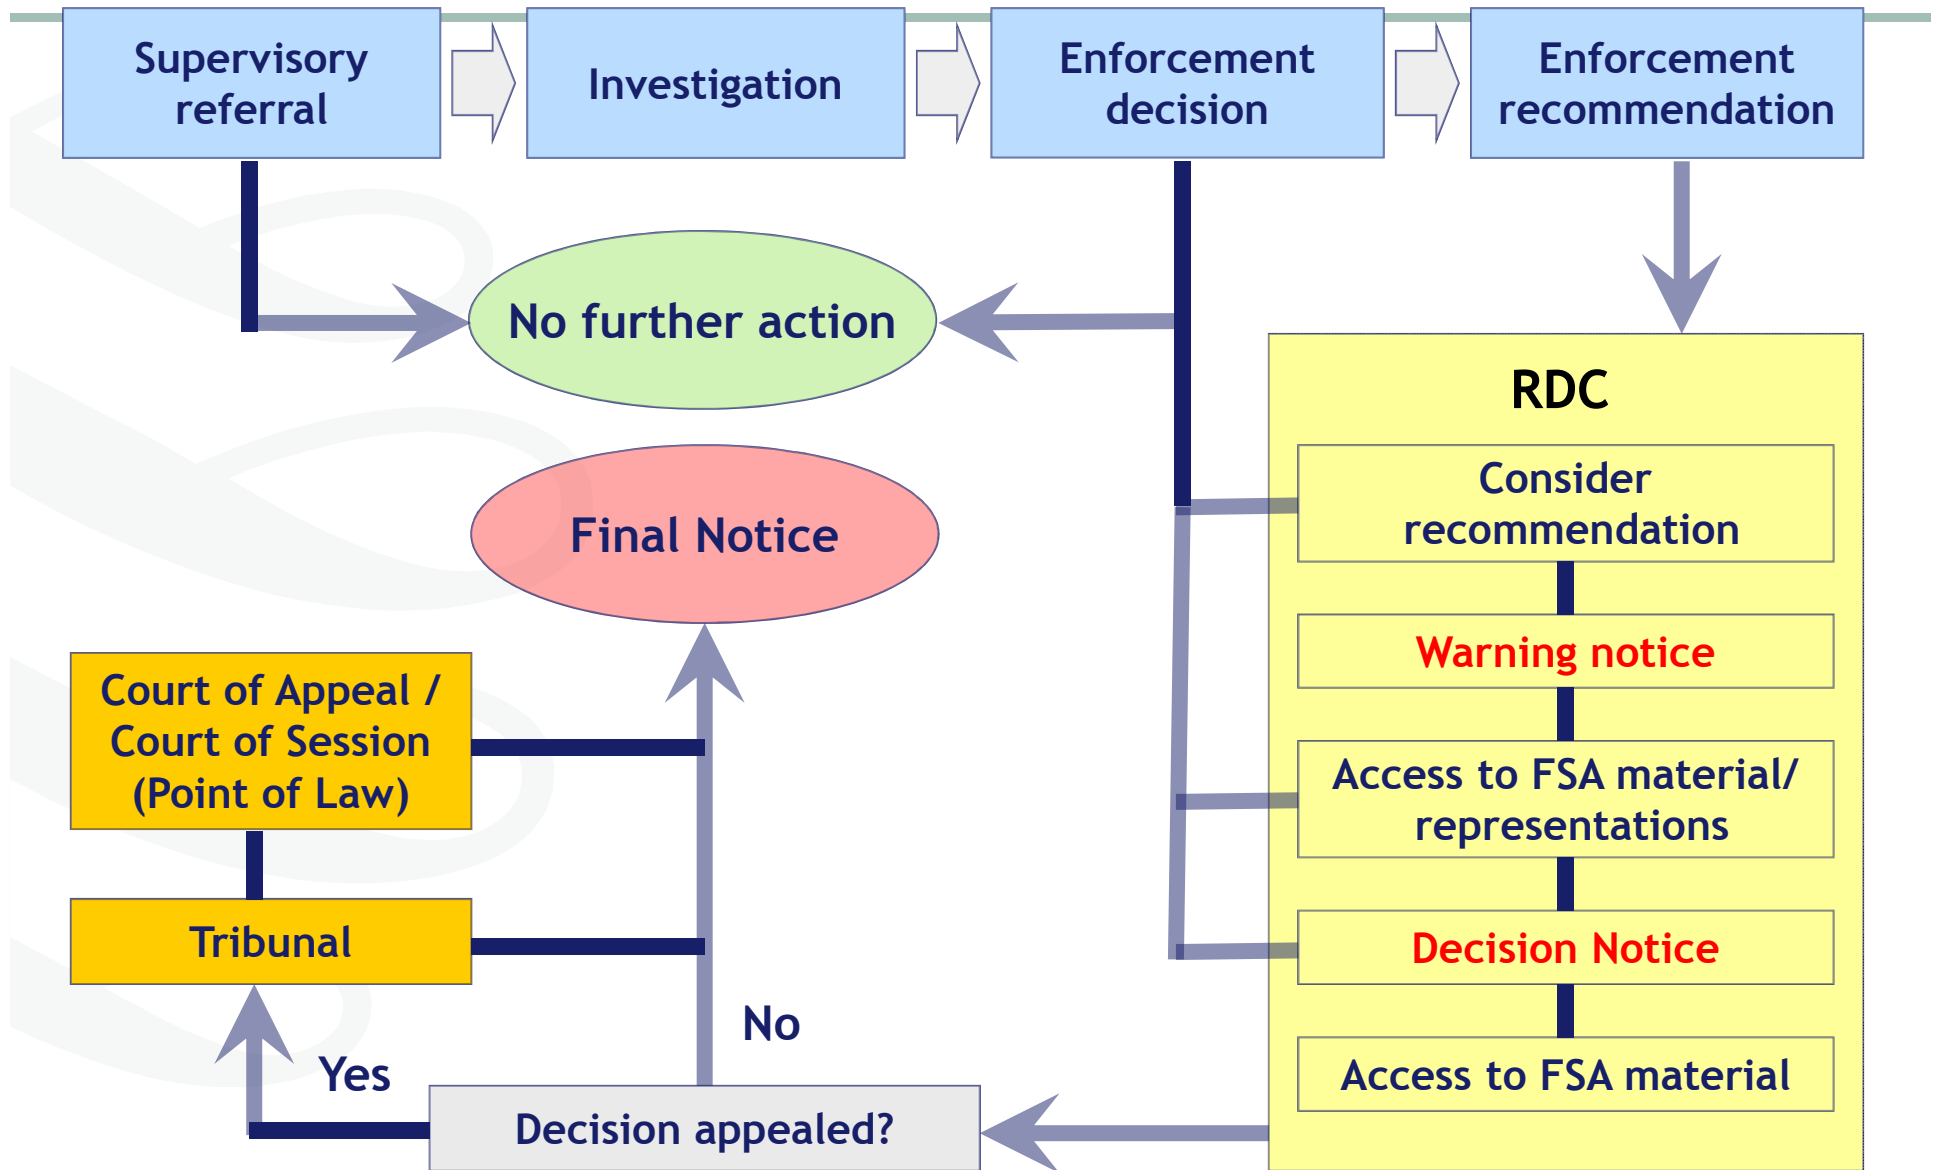 Supervisory
referral
Investigation
Enforcement
decision
Enforcement
recommendation
No further action
RDC
Consider
recommendation
Final Notice
Warning notice
Court of Appeal /
Court of Session
(Point of Law)
Access to FSA material/
representations
Tribunal
Decision Notice
No
Yes
Access to FSA material
Decision appealed?